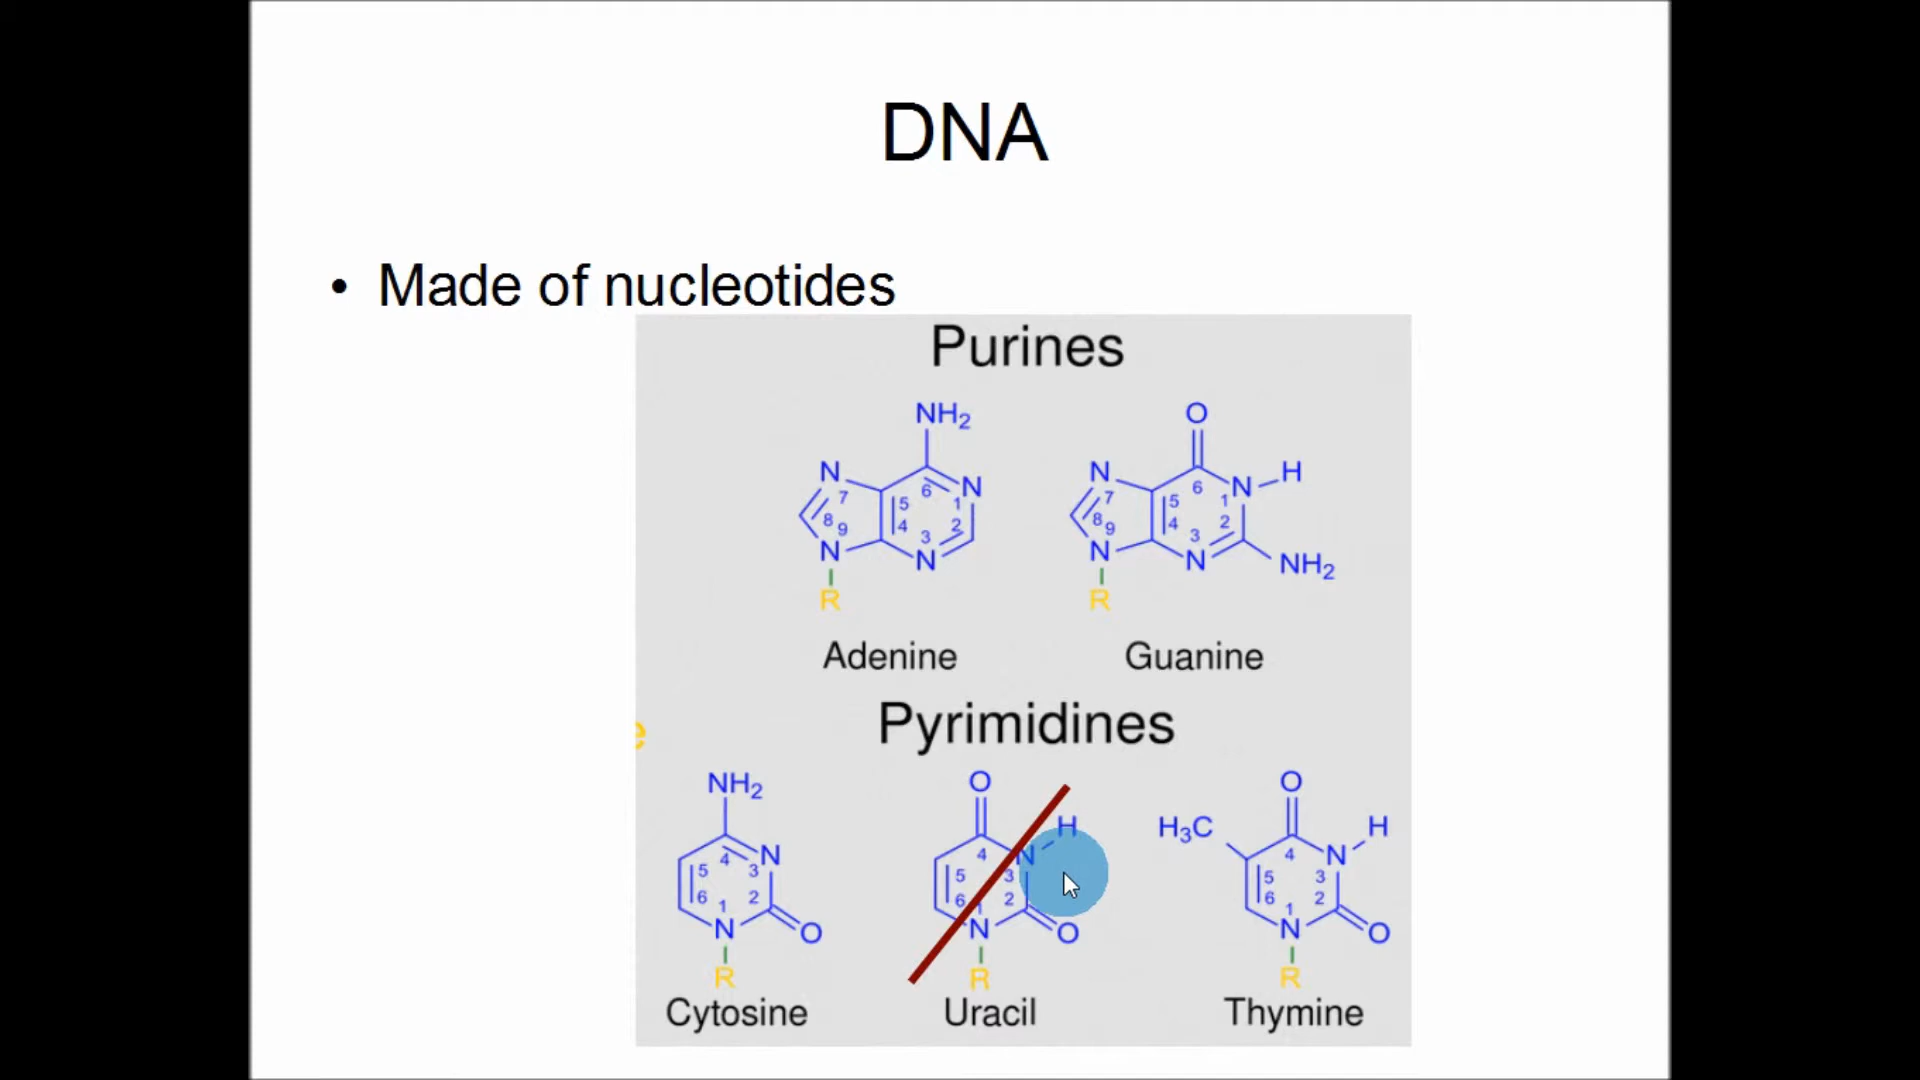 DNA
• Made of nucleotides
Purines
NH2 O
N 7 5 6 N 1 N 7 5 6 N 1 H
8 9 4 3 2 8 9 4 3 2
N N N N NH2
R R
Adenine Guanine
Pyrimidines
e
NH2 O O
H H3C H
4 N 4 N 4 N
5 3 5 3 5 3
6 1 2 6 1 2 6 1 2
N O N O N O
R R R
Cytosine Uracil Thymine